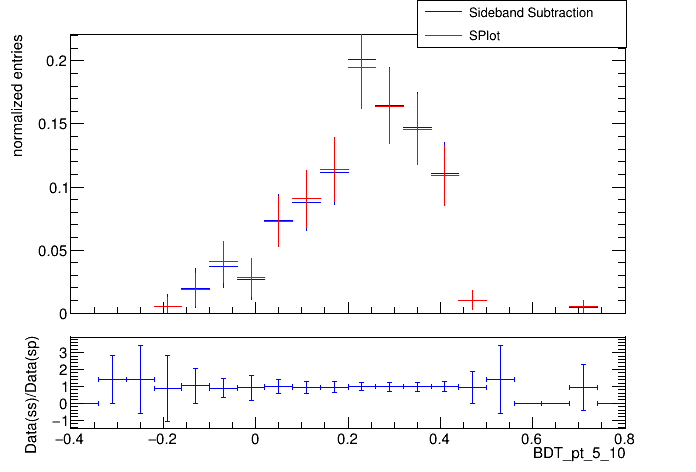 Sideband Subtraction
SPlot
normalized entries
0.2
0.15
0.1
0.05
0
Data(ss)/Data(sp)
3
2
1
0
−1
−0.4 −0.2 0 0.2 0.4 0.6 0.8
BDT_pt_5_10